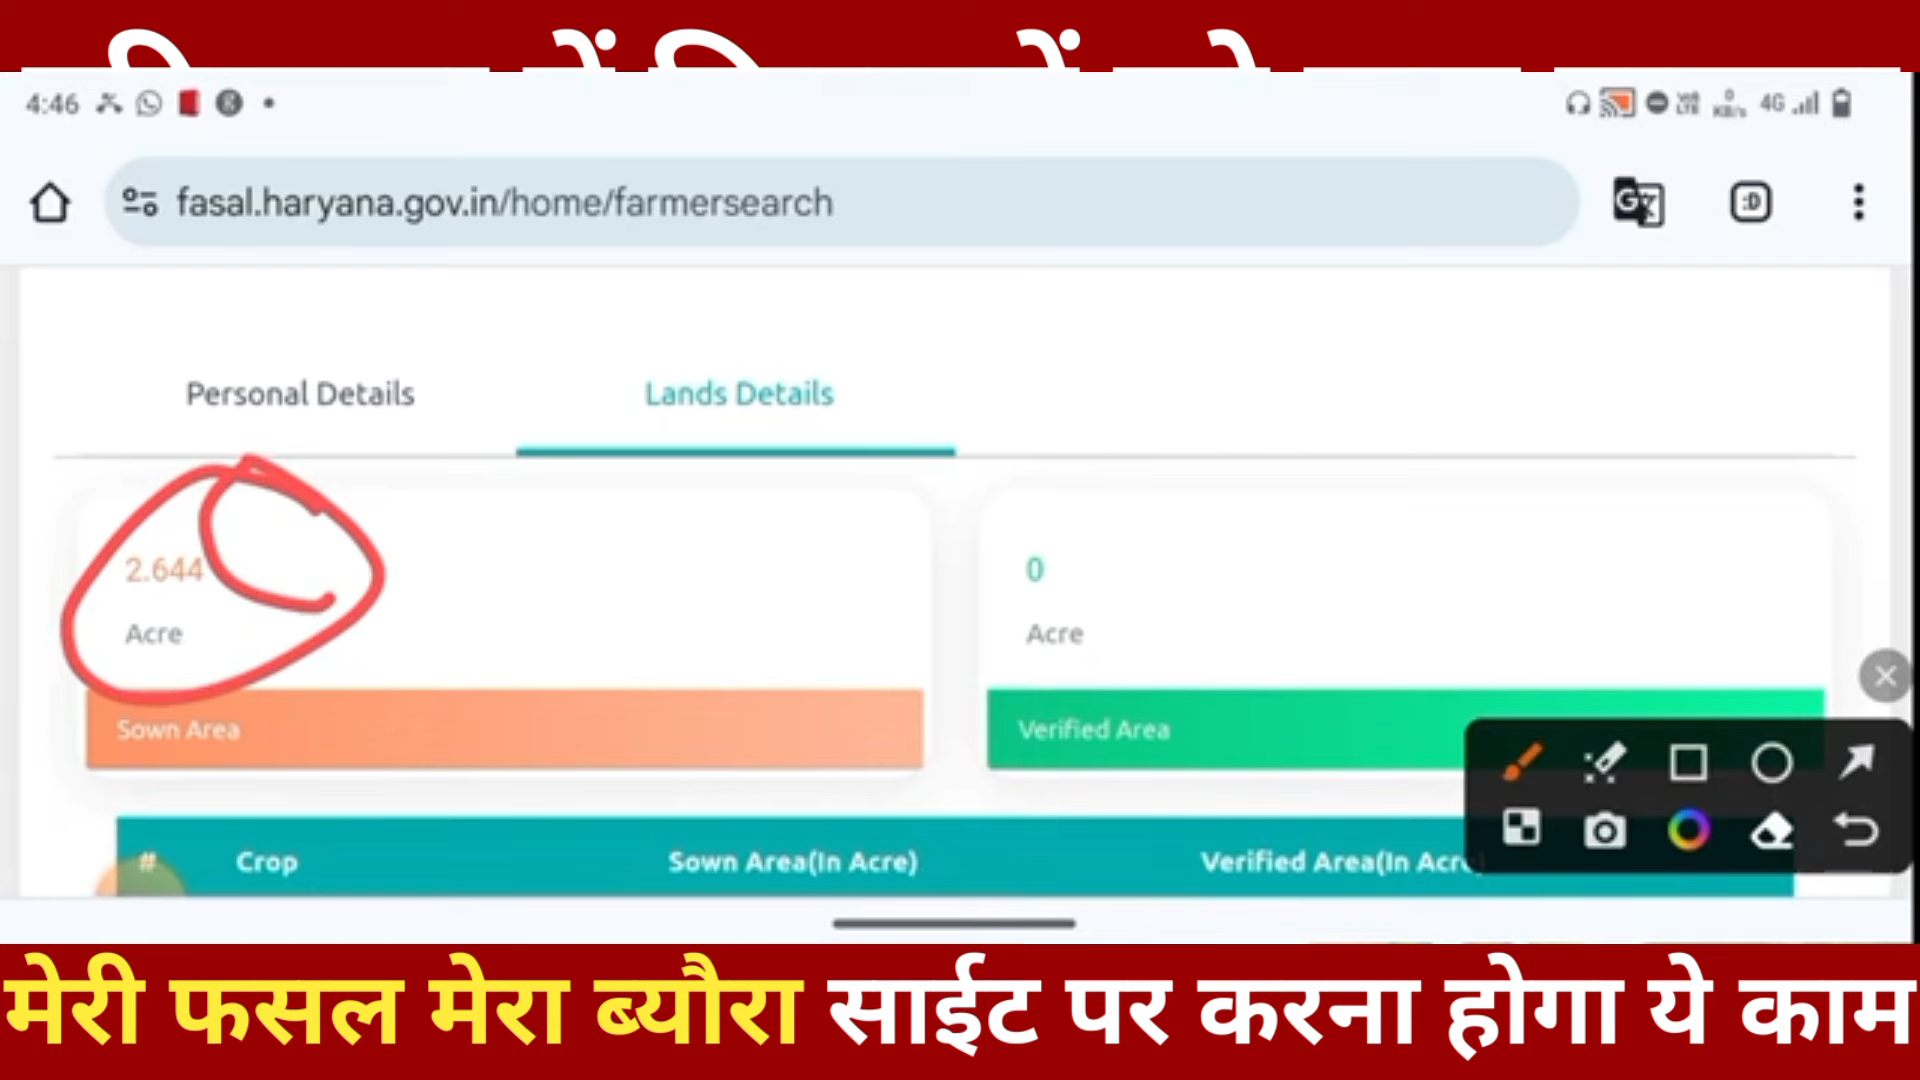 4:46
4G
fasal.haryana.gov.in/home/farmersearch
Personal Details
Lands Details
2.644
Acre
Sown Area
0
Acre
Verified Area
# Crop Sown Area(In Acre) Verified Area(In Acre)
मेरी फसल मेरा ब्यौरा साईट पर करना होगा ये काम